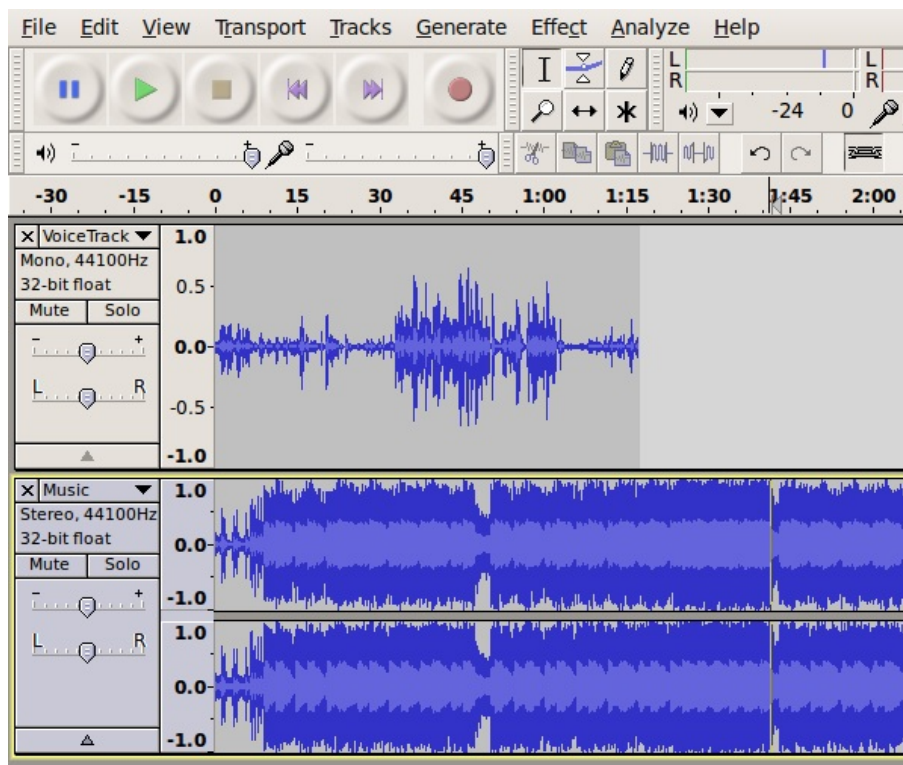 File Edit View Transport Tracks Generate Effect Analyze Help
L
R
-24 0
L
R
- +
- +
-30 -15 0 15 30 45 1:00 1:15 1:30 1:45 2:00
VoiceTrack
Mono, 44100Hz
32-bit float
Mute Solo
- +
L R
1.0
0.5
0.0
-0.5
-1.0
Music
Stereo, 44100Hz
32-bit float
Mute Solo
- +
L R
1.0
0.0
-1.0
1.0
0.0
-1.0